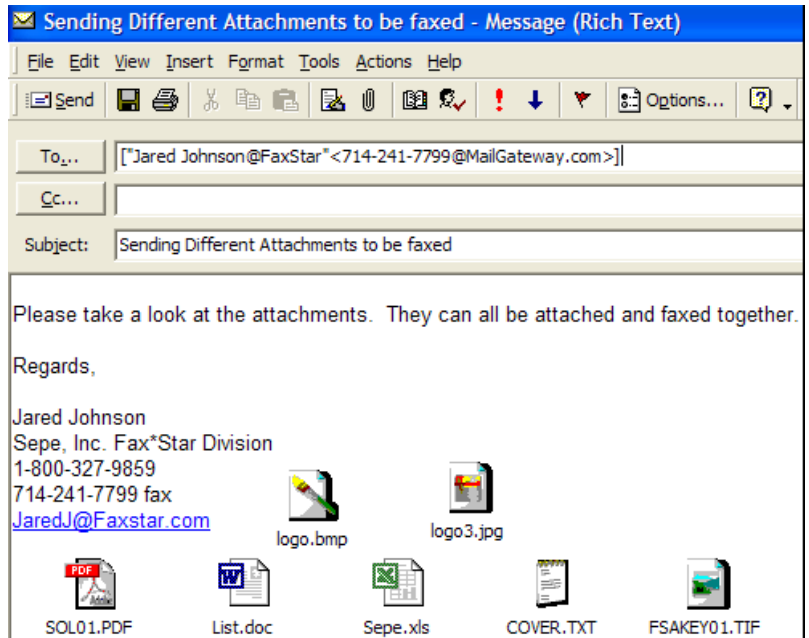 Sending Different Attachments to be faxed - Message (Rich Text)
File Edit View Insert Format Tools Actions Help
Send Options...
To... ["Jared Johnson@FaxStar"<714-241-7799@MailGateway.com>]
Cc...
Subject: Sending Different Attachments to be faxed
Please take a look at the attachments. They can all be attached and faxed together.
Regards,
Jared Johnson
Sepe, Inc. Fax*Star Division
1-800-327-9859
714-241-7799 fax
JaredJ@Faxstar.com
logo.bmp logo3.jpg
PDF Adobe W X
SOL01.PDF List.doc Sepe.xls COVER.TXT FSAKEY01.TIF